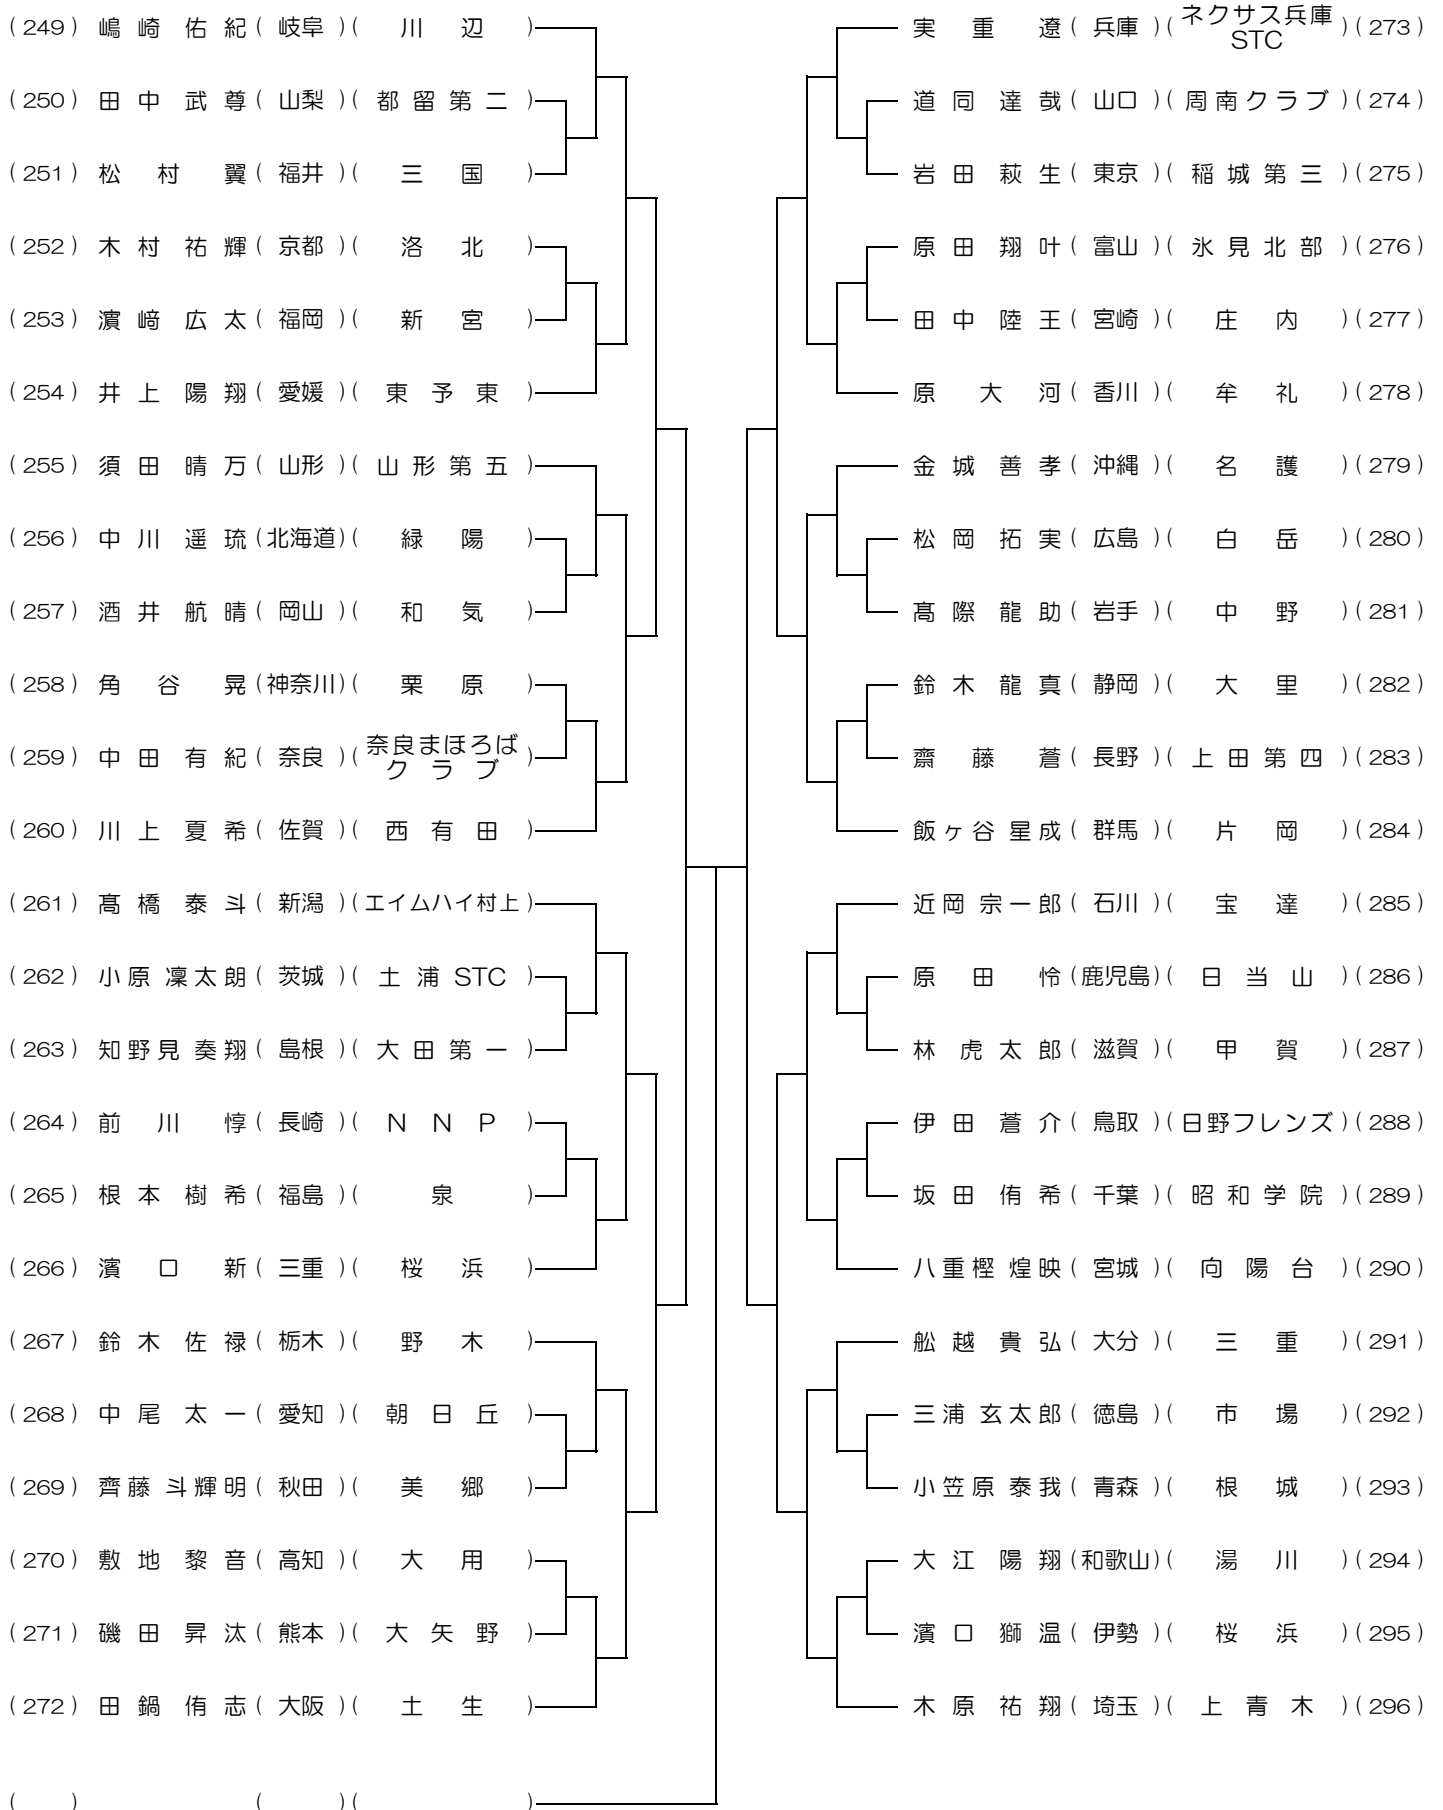 (249) 嶋崎佑紀 (岐阜) (川辺)
(250) 田中武尊 (山梨) (都留第二)
(251) 松村翼 (福井) (三国)
(252) 木村祐輝 (京都) (洛北)
(253) 濵﨑広太 (福岡) (新宮)
(254) 井上陽翔 (愛媛) (東予東)
(255) 須田晴万 (山形) (山形第五)
(256) 中川遥琉 (北海道) (緑陽)
(257) 酒井航晴 (岡山) (和気)
(258) 角谷晃 (神奈川) (栗原)
(259) 中田有紀 (奈良) (奈良まほろば
クラブ)
(260) 川上夏希 (佐賀) (西有田)
(261) 髙橋泰斗 (新潟) (エイムハイ村上)
(262) 小原凜太朗 (茨城) (土浦STC)
(263) 知野見奏翔 (島根) (大田第一)
(264) 前川惇 (長崎) (NNP)
(265) 根本樹希 (福島) (泉)
(266) 濱口新 (三重) (桜浜)
(267) 鈴木佐禄 (栃木) (野木)
(268) 中尾太一 (愛知) (朝日丘)
(269) 齊藤斗輝明 (秋田) (美郷)
(270) 敷地黎音 (高知) (大用)
(271) 磯田昇汰 (熊本) (大矢野)
(272) 田鍋侑志 (大阪) (土生)
( ) ( ) ( )
実重遼 (兵庫) (ネクサス兵庫
STC) (273)
道同達哉 (山口) (周南クラブ) (274)
岩田萩生 (東京) (稲城第三) (275)
原田翔叶 (富山) (氷見北部) (276)
田中陸王 (宮崎) (庄内) (277)
原大河 (香川) (牟礼) (278)
金城善孝 (沖縄) (名護) (279)
松岡拓実 (広島) (白岳) (280)
髙際龍助 (岩手) (中野) (281)
鈴木龍真 (静岡) (大里) (282)
齋藤蒼 (長野) (上田第四) (283)
飯ヶ谷星成 (群馬) (片岡) (284)
近岡宗一郎 (石川) (宝達) (285)
原田怜 (鹿児島) (日当山) (286)
林虎太郎 (滋賀) (甲賀) (287)
伊田蒼介 (鳥取) (日野フレンズ) (288)
坂田侑希 (千葉) (昭和学院) (289)
八重樫煌映 (宮城) (向陽台) (290)
舩越貴弘 (大分) (三重) (291)
三浦玄太郎 (徳島) (市場) (292)
小笠原泰我 (青森) (根城) (293)
大江陽翔 (和歌山) (湯川) (294)
濱口獅温 (伊勢) (桜浜) (295)
木原祐翔 (埼玉) (上青木) (296)